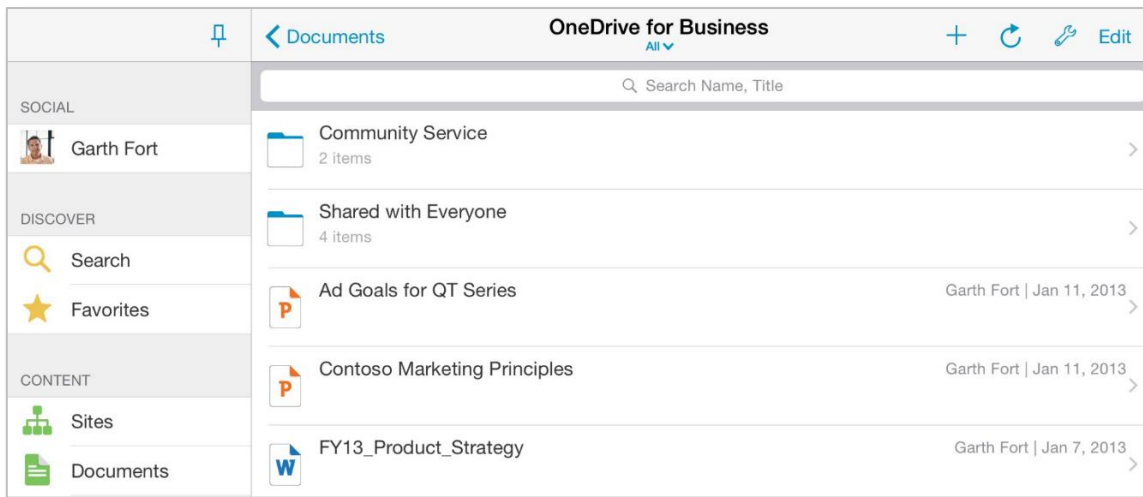 Documents
OneDrive for Business
All
Edit
Search Name, Title
SOCIAL
Garth Fort
DISCOVER
Search
Favorites
CONTENT
Sites
Documents
Community Service
2 items
Shared with Everyone
4 items
P
Ad Goals for QT Series
Garth Fort | Jan 11, 2013
P
Contoso Marketing Principles
Garth Fort | Jan 11, 2013
W
FY13_Product_Strategy
Garth Fort | Jan 7, 2013